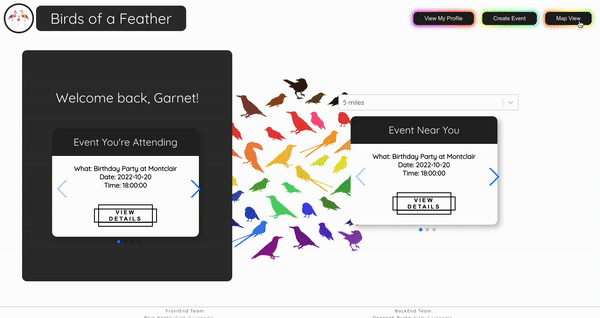 Birds of a Feather
View My Profile
Create Event
Map View
Welcome back, Garnet!
Event You're Attending
What: Birthday Party at Montclair
Date: 2022-10-20
Time: 18:00:00
VIEW
DETAILS
5 miles
Event Near You
What: Birthday Party at Montclair
Date: 2022-10-20
Time: 18:00:00
VIEW
DETAILS
FrontEnd Team:
BackEnd Team: